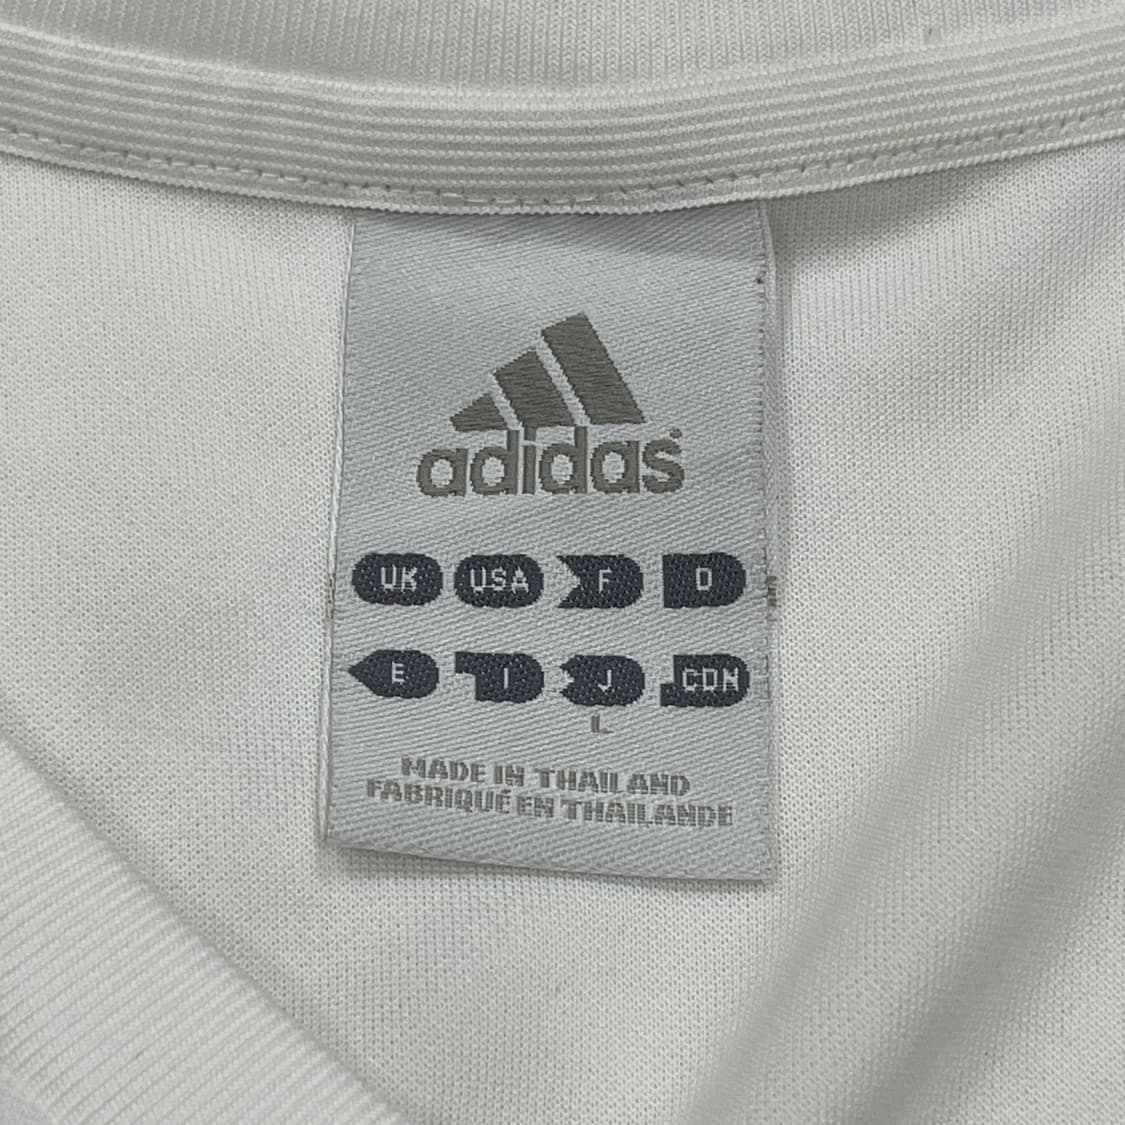 adidas®
UK USA F D
E I J CDN
L
MADE IN THAILAND
FABRIQUÉ EN THAILANDE